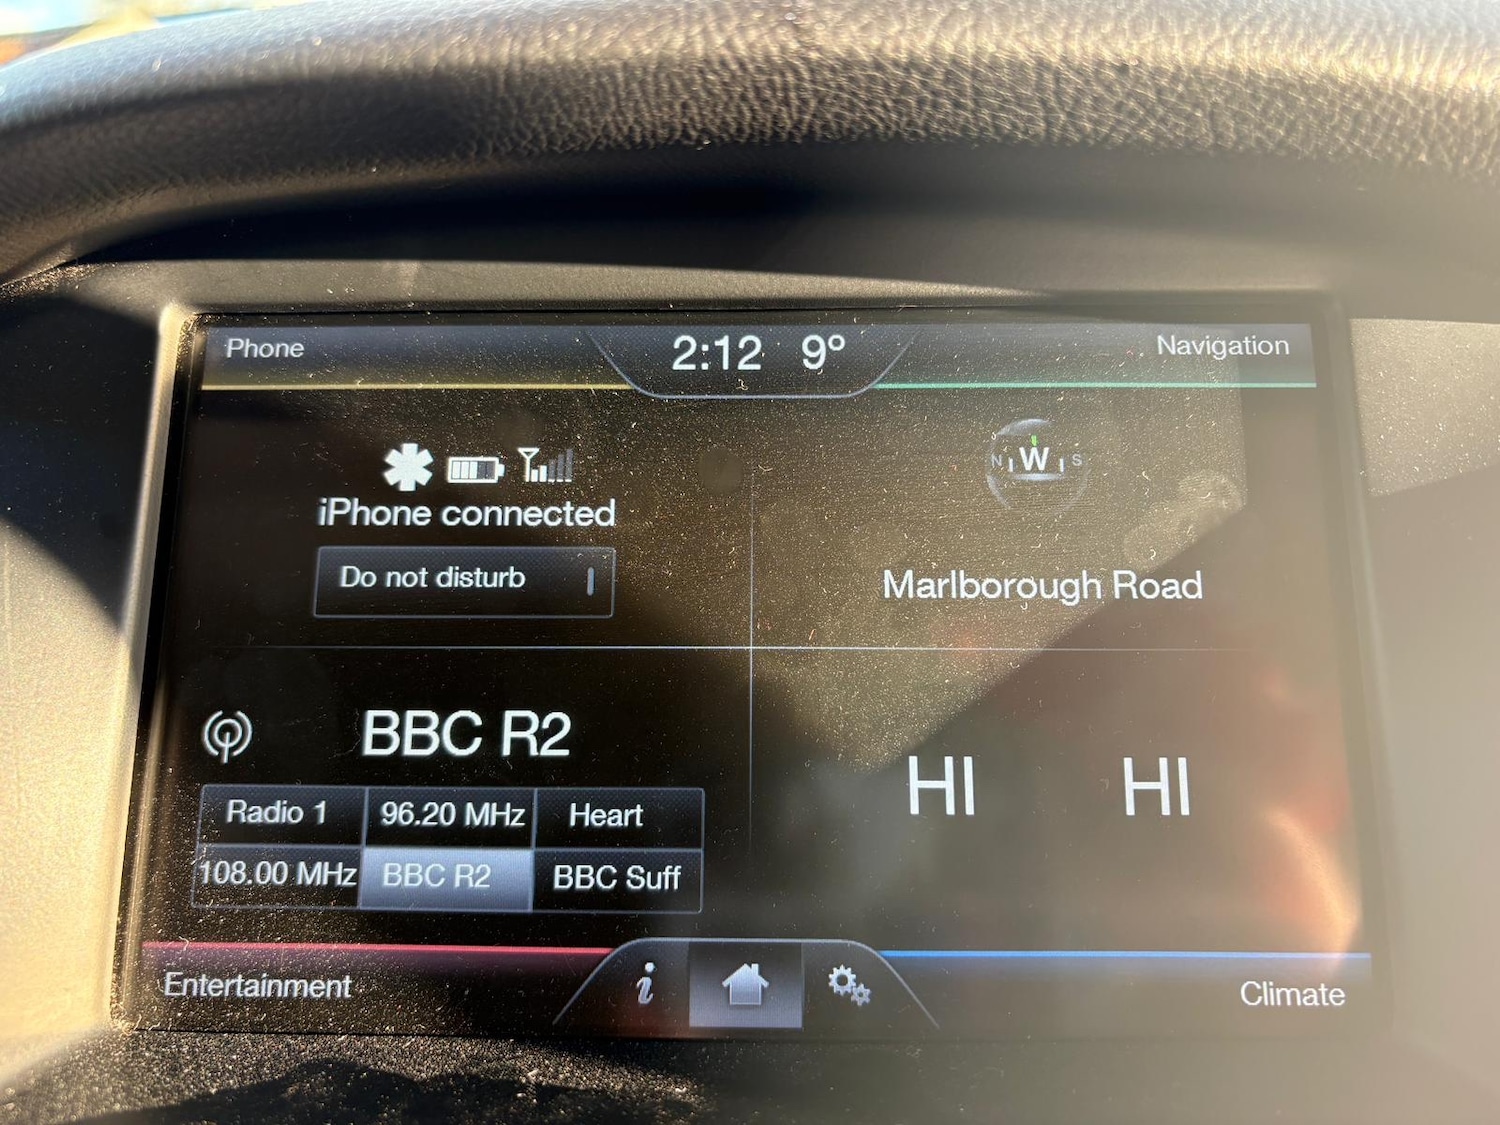 Phone
2:12 9°
Navigation
iPhone connected
Do not disturb
N W S
Marlborough Road
BBC R2
Radio 1 96.20 MHz Heart
108.00 MHz BBC R2 BBC Suff
HI HI
Entertainment
i
Climate